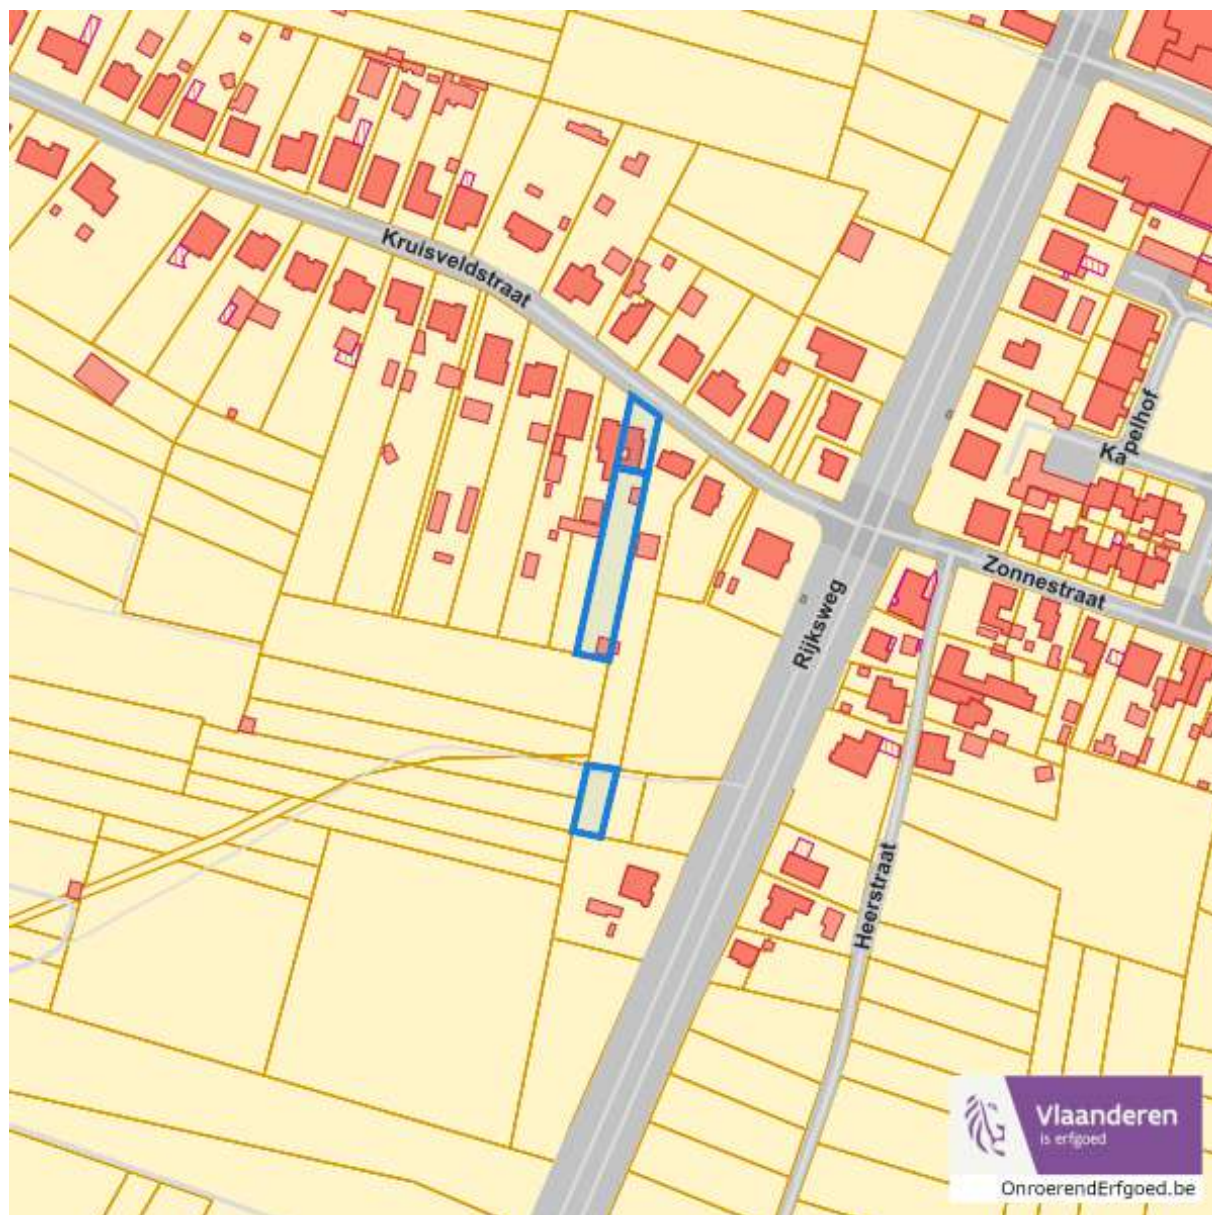 Kruisveldstraat
Kapelhof
Zonnestraat
Rijksweg
Heerstraat
Vlaanderen
is erfgoed
OnroerendErfgoed.be